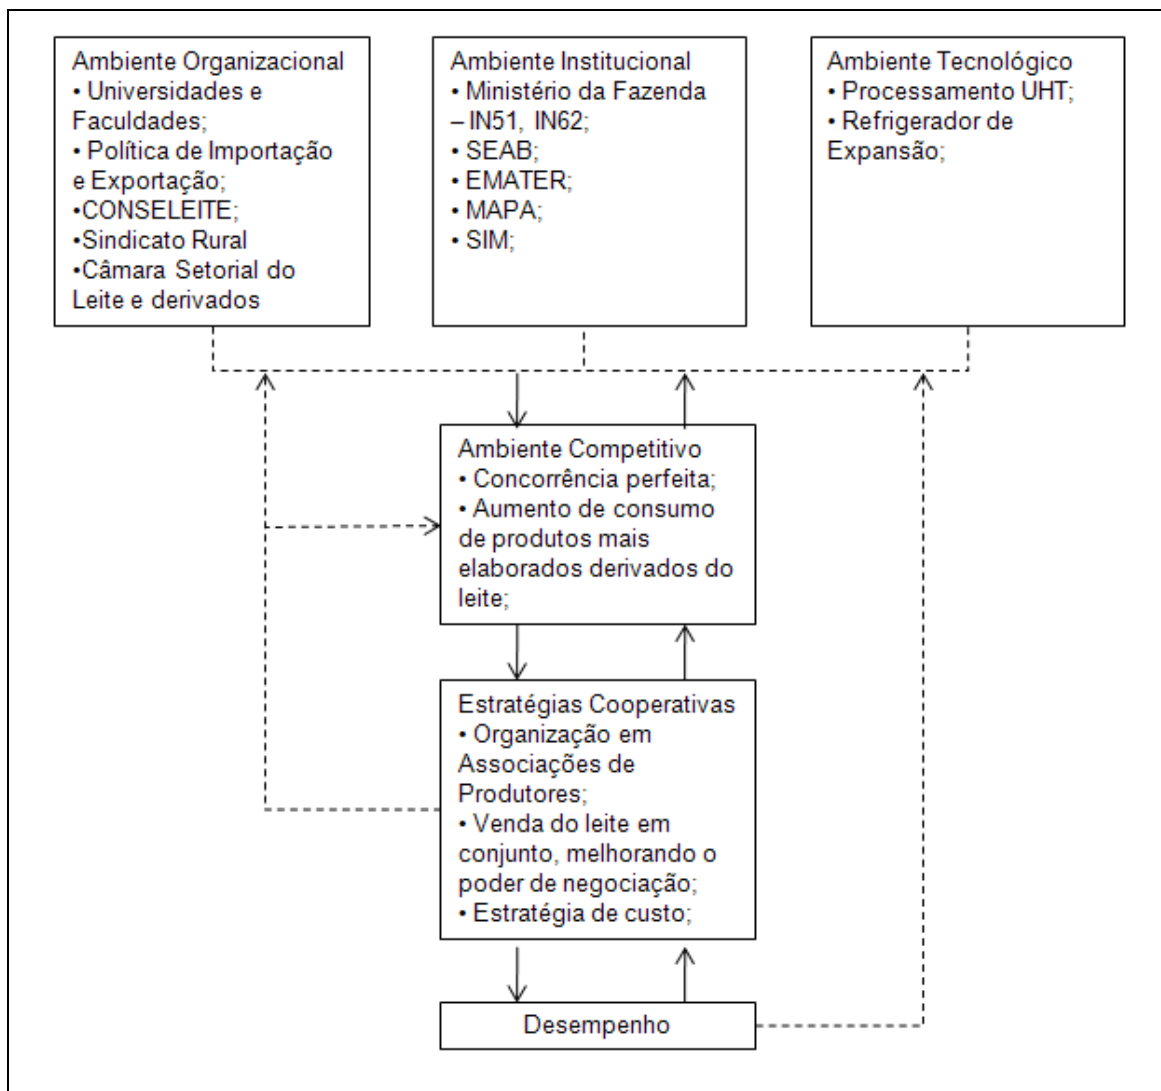 Ambiente Organizacional
• Universidades e
Faculdades;
• Política de Importação
e Exportação;
•CONSELEITE;
•Sindicato Rural
•Câmara Setorial do
Leite e derivados
Ambiente Institucional
• Ministério da Fazenda
– IN51, IN62;
• SEAB;
• EMATER;
• MAPA;
• SIM;
Ambiente Tecnológico
• Processamento UHT;
• Refrigerador de
Expansão;
Ambiente Competitivo
• Concorrência perfeita;
• Aumento de consumo
de produtos mais
elaborados derivados do
leite;
Estratégias Cooperativas
• Organização em
Associações de
Produtores;
• Venda do leite em
conjunto, melhorando o
poder de negociação;
• Estratégia de custo;
Desempenho